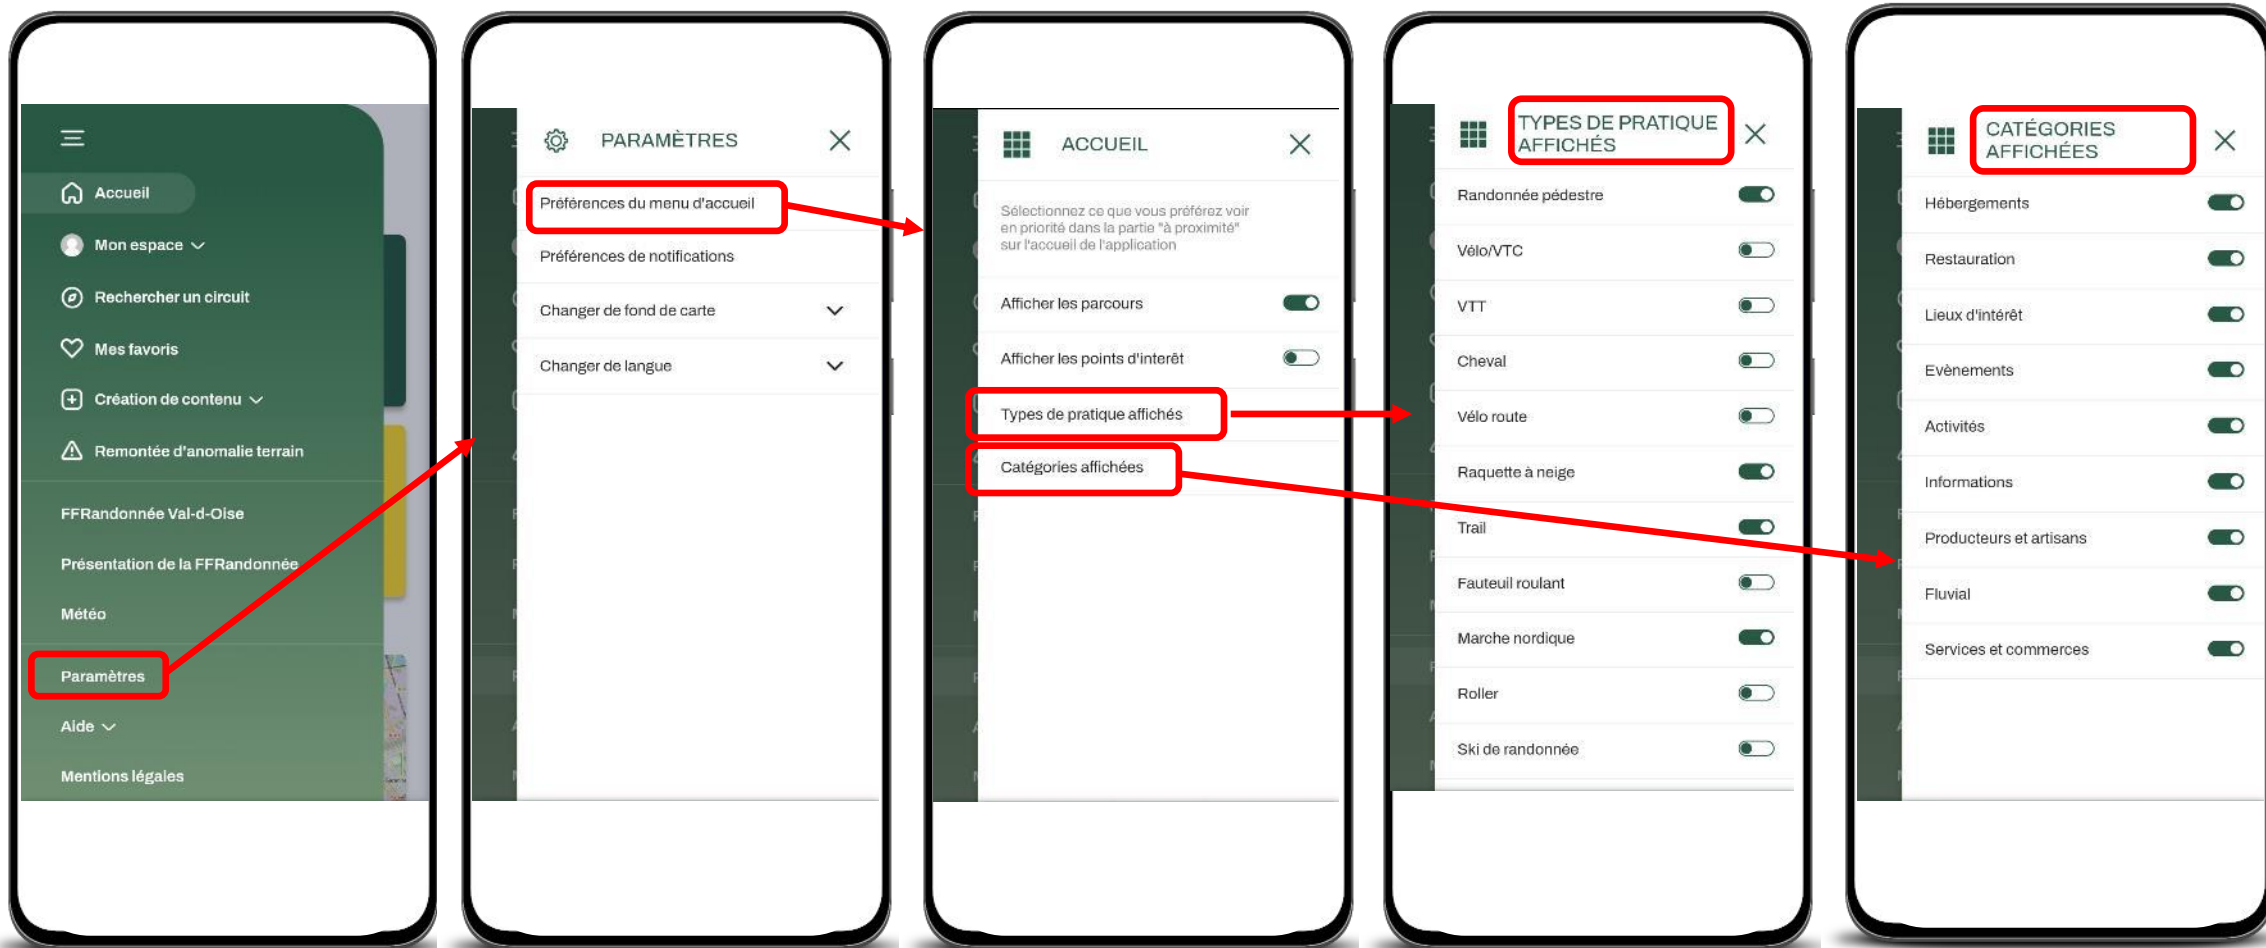 Accueil
Mon espace
Rechercher un circuit
Mes favoris
Création de contenu
Remontée d'anomalie terrain
FFRandonnée Val-d-Oise
Présentation de la FFRandonnée
Météo
Paramètres
Aide
Mentions légales
PARAMÈTRES
Préférences du menu d'accueil
Préférences de notifications
Changer de fond de carte
Changer de langue
ACCUEIL
Sélectionnez ce que vous préférez voir
en priorité dans la partie "à proximité"
sur l'accueil de l'application
Afficher les parcours
Afficher les points d'interêt
Types de pratique affichés
Catégories affichées
TYPES DE PRATIQUE
AFFICHÉS
Randonnée pédestre
Vélo/VTC
VTT
Cheval
Vélo route
Raquette à neige
Trail
Fauteuil roulant
Marche nordique
Roller
Ski de randonnée
CATÉGORIES
AFFICHÉES
Hébergements
Restauration
Lieux d'intérêt
Evènements
Activités
Informations
Producteurs et artisans
Fluvial
Services et commerces